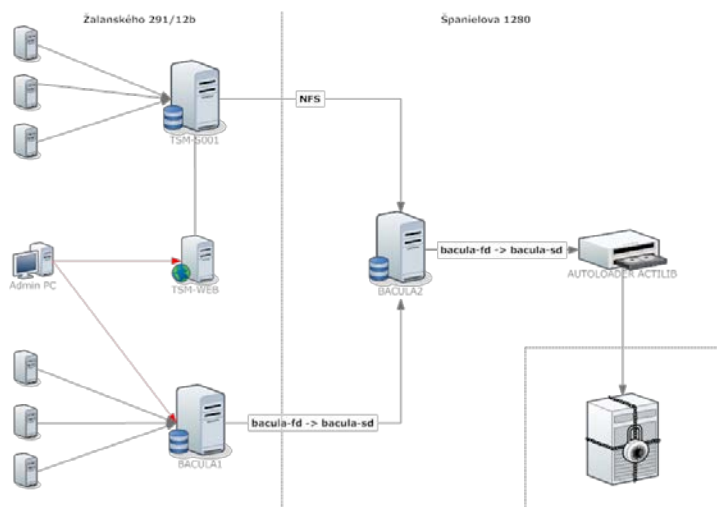 Žalanského 291/12b
Španielova 1280
NFS
TSM-S001
bacula-fd -> bacula-sd
Admin PC
TSM-WEB
BACULA2
AUTOLOADER ACTILIB
bacula-fd -> bacula-sd
BACULA1